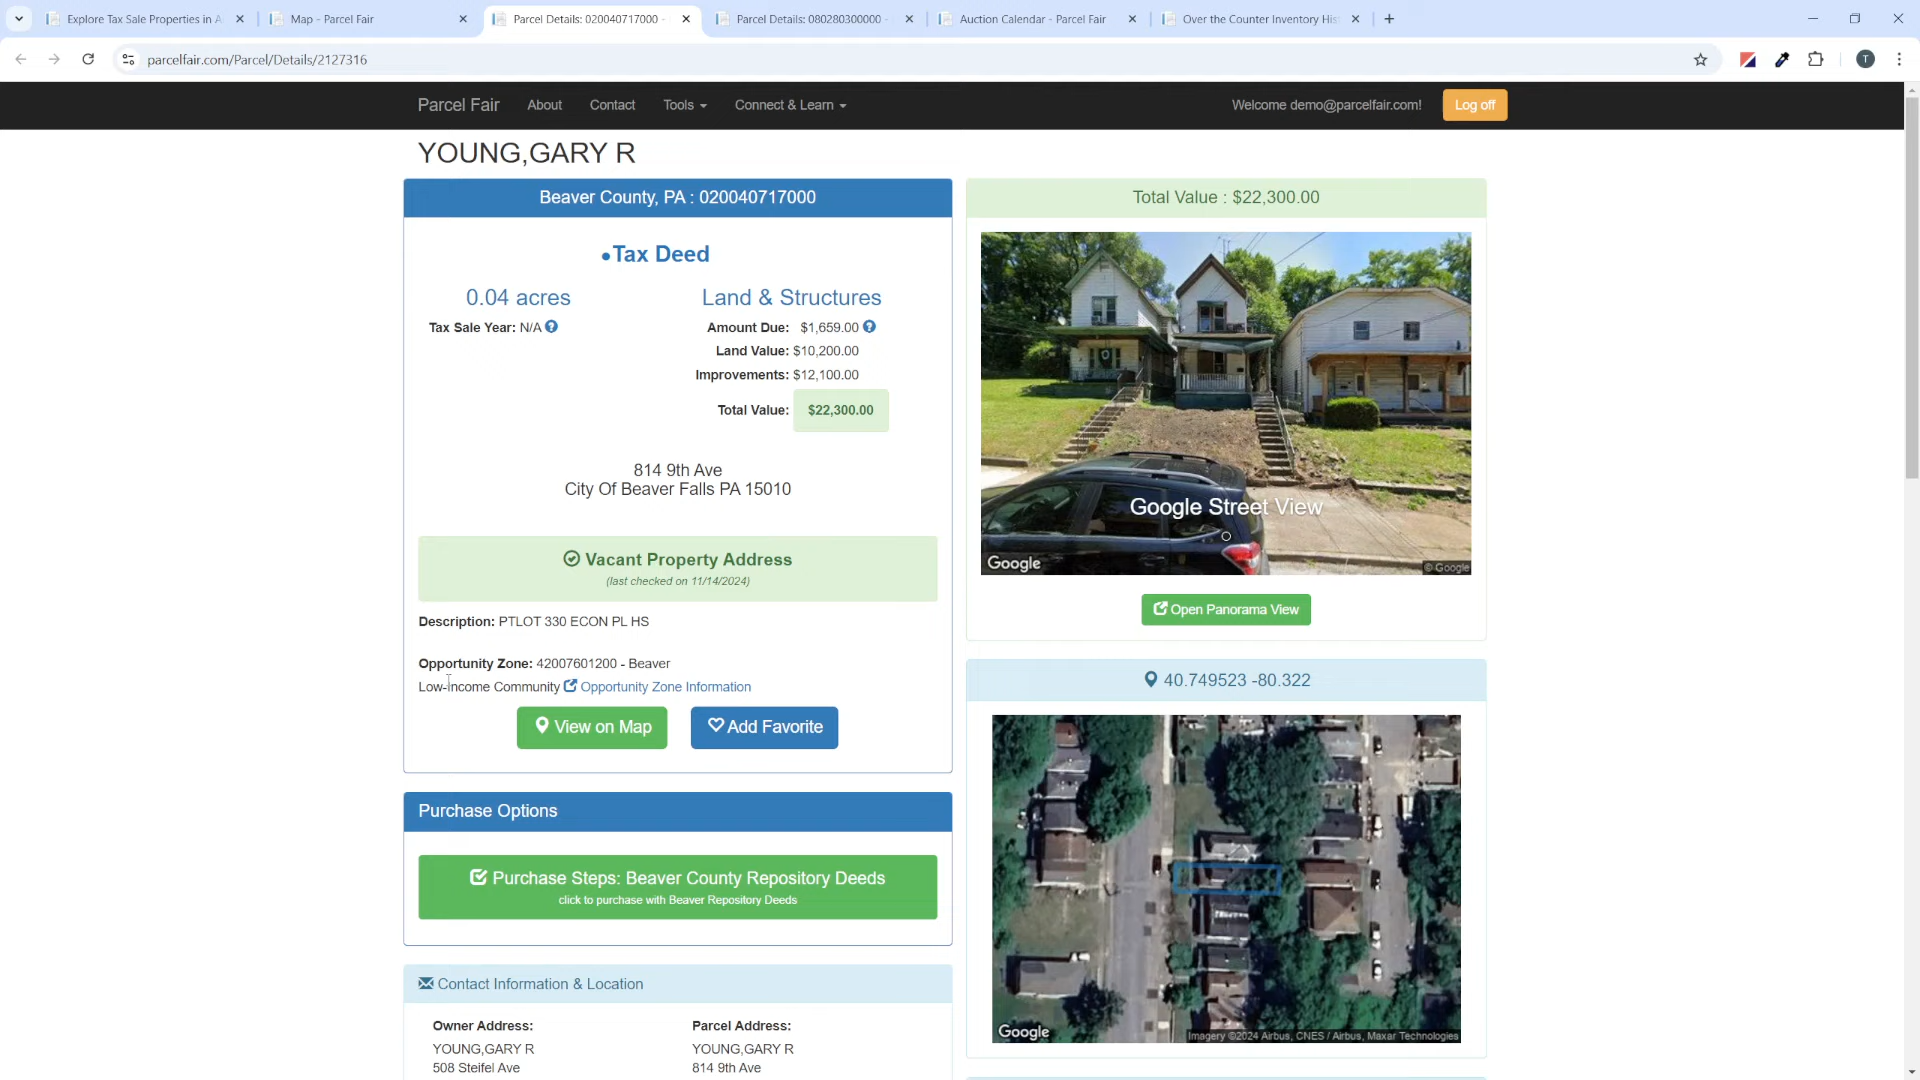 Explore Tax Sale Properties in A
Map - Parcel Fair
Parcel Details: 020040717000 -
Parcel Details: 080280300000 -
Auction Calendar - Parcel Fair
Over the Counter Inventory His
parcelfair.com/Parcel/Details/2127316
T
Parcel Fair
About
Contact
Tools
Connect & Learn
Welcome demo@parcelfair.com!
Log off
YOUNG,GARY R
Beaver County, PA : 020040717000
Tax Deed
0.04 acres
Land & Structures
Tax Sale Year: N/A
Amount Due: $1,659.00
Land Value: $10,200.00
Improvements: $12,100.00
Total Value: $22,300.00
814 9th Ave
City Of Beaver Falls PA 15010
Vacant Property Address
(last checked on 11/14/2024)
Description: PTLOT 330 ECON PL HS
Opportunity Zone: 42007601200 - Beaver
Low-Income Community Opportunity Zone Information
View on Map
Add Favorite
Purchase Options
Purchase Steps: Beaver County Repository Deeds
click to purchase with Beaver Repository Deeds
Contact Information & Location
Owner Address:
YOUNG,GARY R
508 Steifel Ave
Parcel Address:
YOUNG,GARY R
814 9th Ave
Total Value : $22,300.00
Google Street View
Google
© Google
Open Panorama View
40.749523 -80.322
Google
Imagery ©2024 Airbus, CNES / Airbus, Maxar Technologies